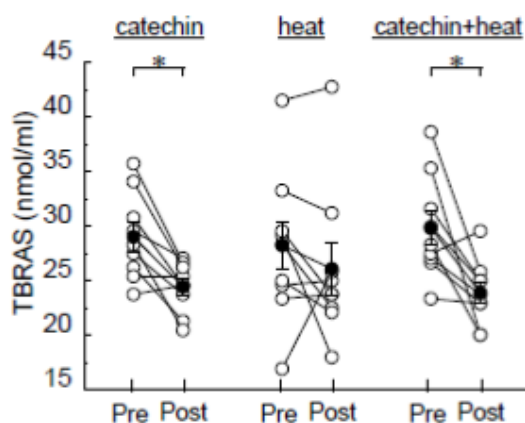 catechin heat catechin+heat
* *
45
40
35
30
25
20
15
TBRAS (nmol/ml)
Pre Post Pre Post Pre Post